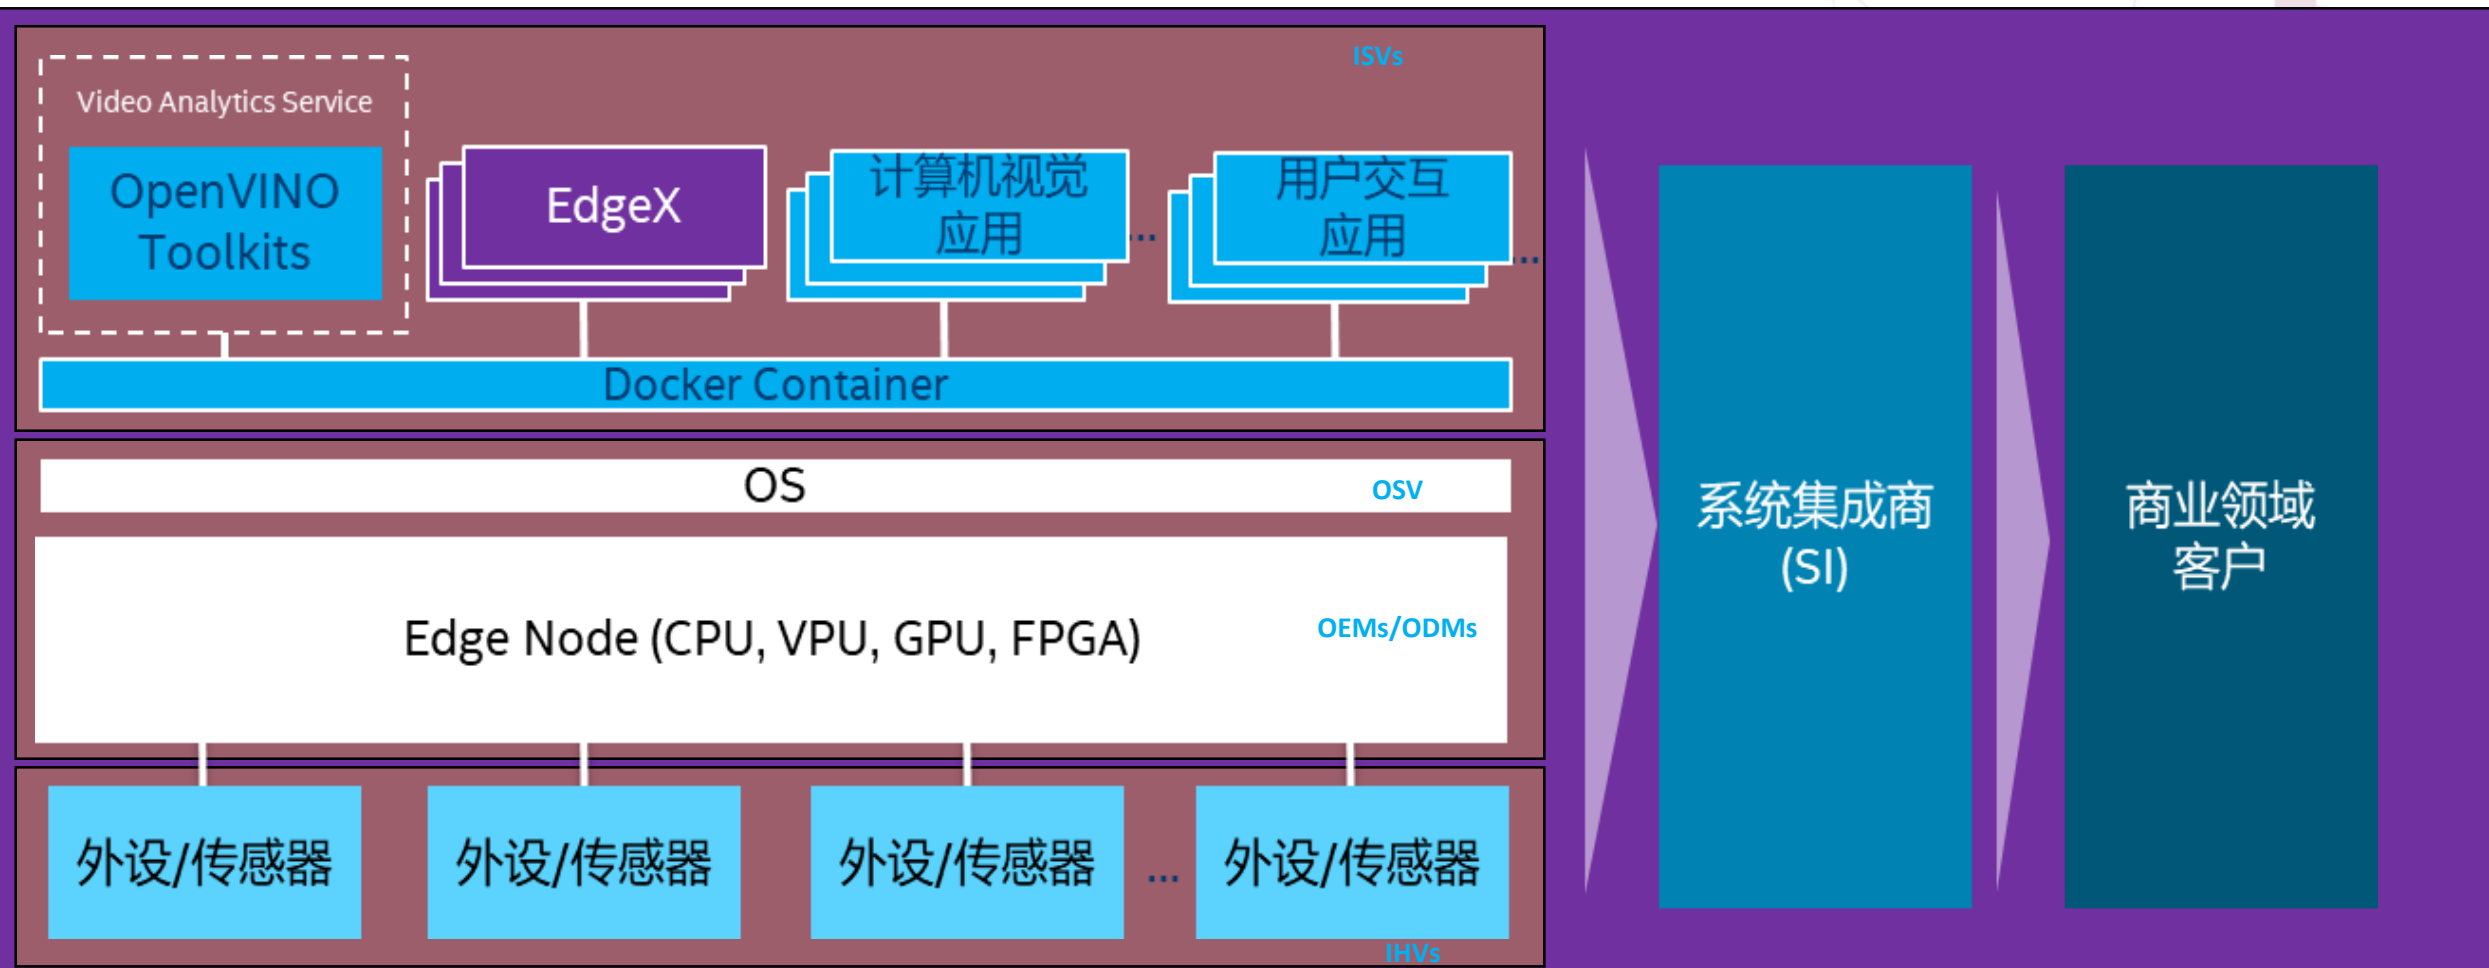 ISVs
Video Analytics Service
OpenVINO
Toolkits
EdgeX
计算机视觉
应用
...
用户交互
应用
...
Docker Container
OS
OSV
Edge Node (CPU, VPU, GPU, FPGA)
OEMs/ODMs
外设/传感器
外设/传感器
外设/传感器
...
外设/传感器
IHVs
系统集成商
(SI)
商业领域
客户